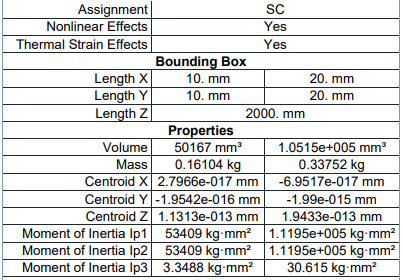 Assignment SC
Nonlinear Effects Yes
Thermal Strain Effects Yes
Bounding Box
Length X 10. mm 20. mm
Length Y 10. mm 20. mm
Length Z 2000. mm
Properties
Volume 50167 mm³ 1.0515e+005 mm³
Mass 0.16104 kg 0.33752 kg
Centroid X 2.7966e-017 mm -6.9517e-017 mm
Centroid Y -1.9542e-016 mm -1.99e-015 mm
Centroid Z 1.1313e-013 mm 1.9433e-013 mm
Moment of Inertia Ip1 53409 kg·mm² 1.1195e+005 kg·mm²
Moment of Inertia Ip2 53409 kg·mm² 1.1195e+005 kg·mm²
Moment of Inertia Ip3 3.3488 kg·mm² 30.615 kg·mm²